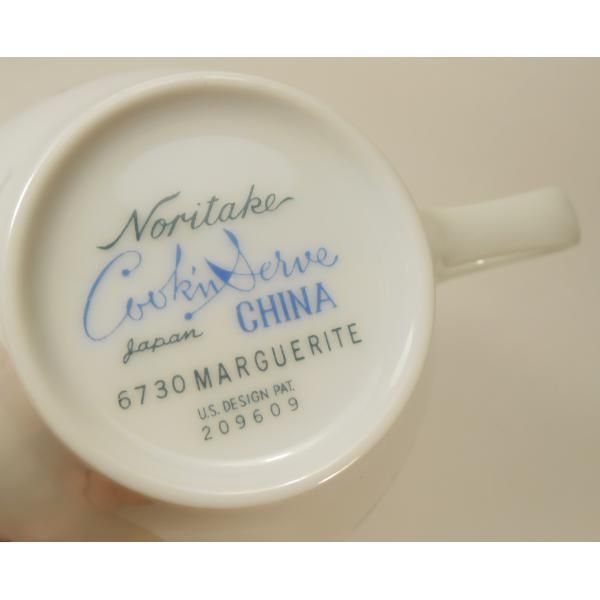 Noritake
Cook'n Serve
Japan CHINA
6730 MARGUERITE
U.S. DESIGN PAT.
209609